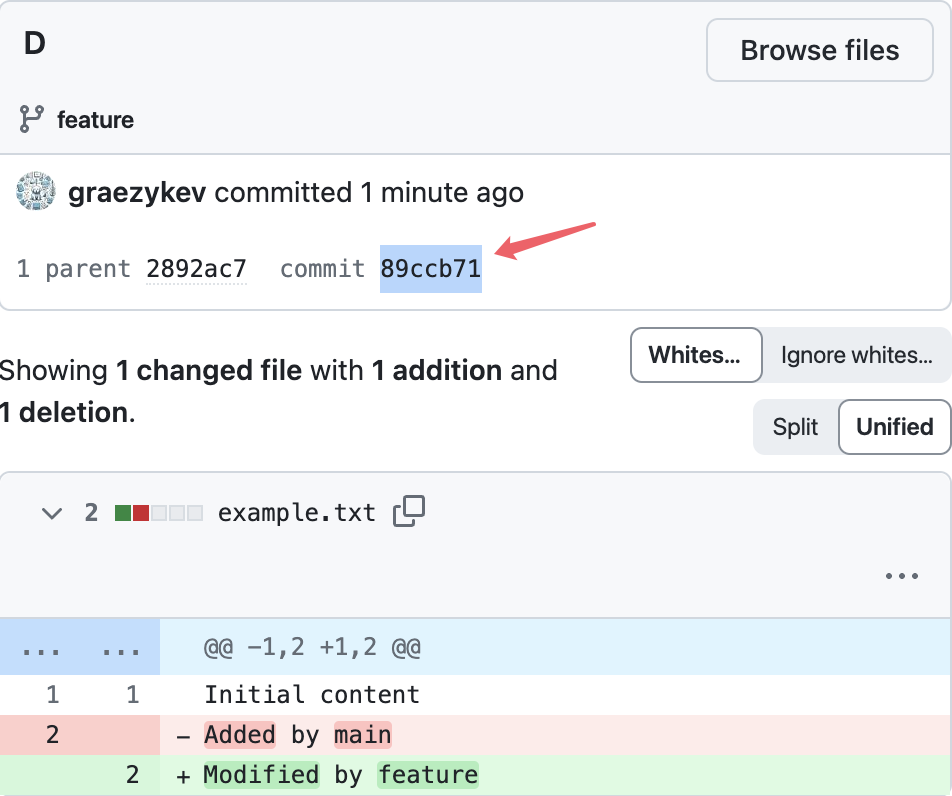 D
Browse files
feature
graezykev committed 1 minute ago
1 parent 2892ac7 commit 89ccb71
Showing 1 changed file with 1 addition and
1 deletion.
Whites...
Ignore whites...
Split
Unified
2
example.txt
...
... ... @@ -1,2 +1,2 @@
1 1 Initial content
2 - Added by main
2 + Modified by feature